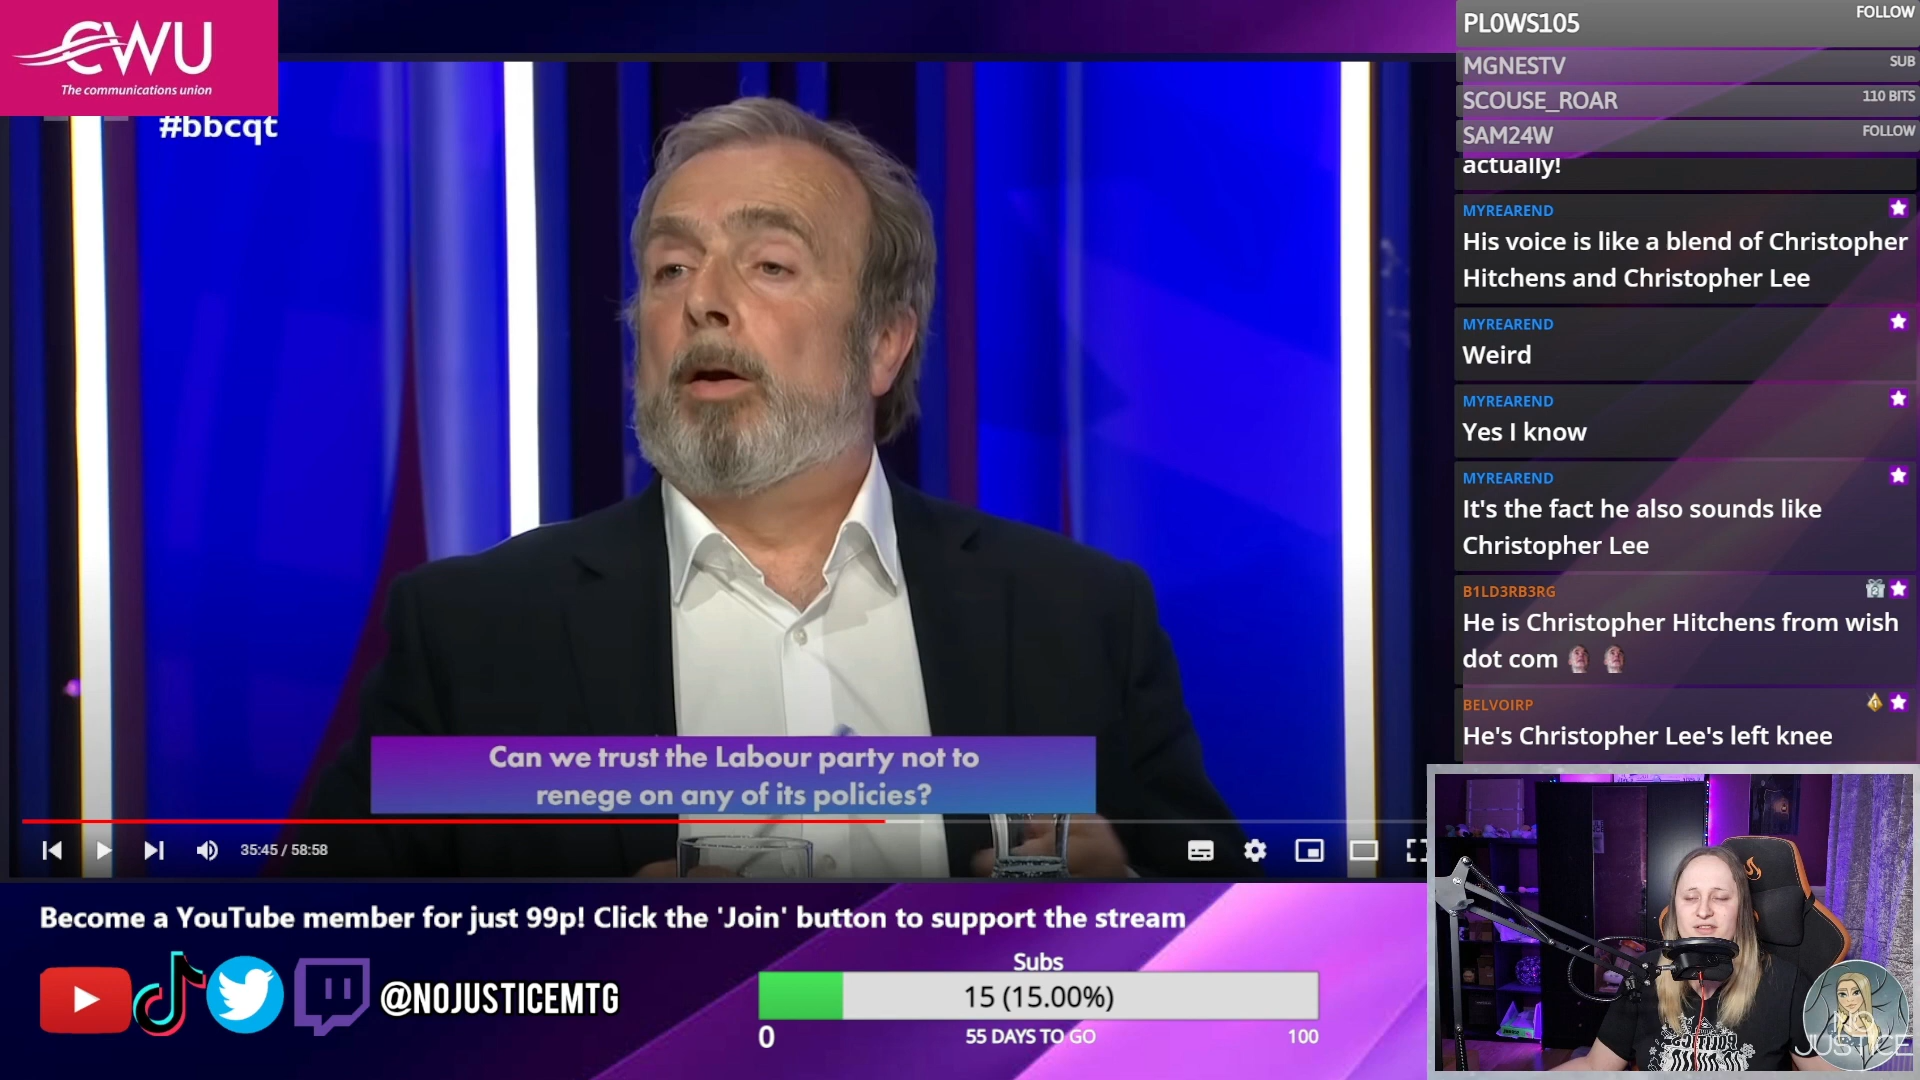 CWU
The communications union
#bbcqt
Can we trust the Labour party not to
renege on any of its policies?
35:45 / 58:58
PL0WS105 FOLLOW
MGNESTV SUB
SCOUSE_ROAR 110 BITS
SAM24W FOLLOW
actually!
MYREAREND
His voice is like a blend of Christopher
Hitchens and Christopher Lee
MYREAREND
Weird
MYREAREND
Yes I know
MYREAREND
It's the fact he also sounds like
Christopher Lee
B1LD3RB3RG
He is Christopher Hitchens from wish
dot com
BELVOIRP
He's Christopher Lee's left knee
Become a YouTube member for just 99p! Click the 'Join' button to support the stream
@NOJUSTICEMTG
Subs
15 (15.00%)
0 55 DAYS TO GO 100
NO
JUSTICE